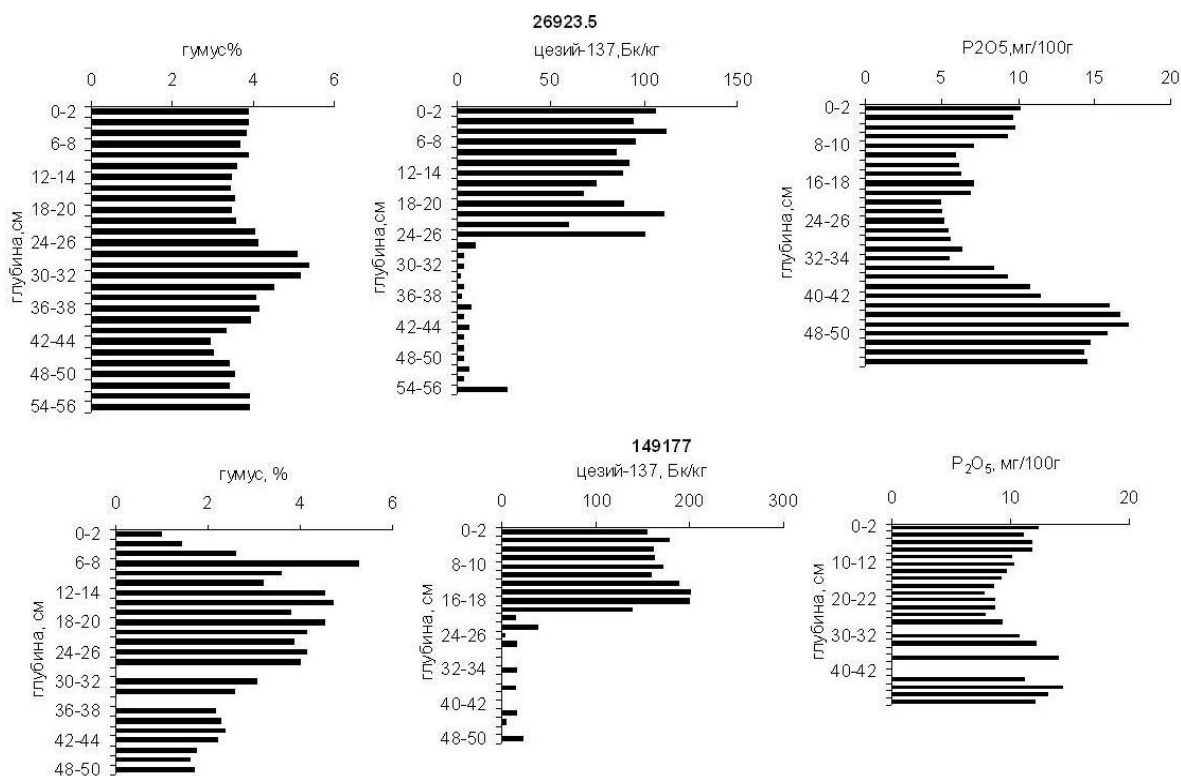 26923.5
гумус%
0 2 4 6
глубина,см
0-2
6-8
12-14
18-20
24-26
30-32
36-38
42-44
48-50
54-56
цезий-137,Бк/кг
0 50 100 150
глубина,см
0-2
6-8
12-14
18-20
24-26
30-32
36-38
42-44
48-50
54-56
P2O5,мг/100г
0 5 10 15 20
глубина,см
0-2
8-10
16-18
24-26
32-34
40-42
48-50
149177
гумус, %
0 2 4 6
глубина, см
0-2
6-8
12-14
18-20
24-26
30-32
36-38
42-44
48-50
цезий-137, Бк/кг
0 100 200 300
глубина, см
0-2
8-10
16-18
24-26
32-34
40-42
48-50
P₂O₅, мг/100г
0 10 20
глубина, см
0-2
10-12
20-22
30-32
40-42